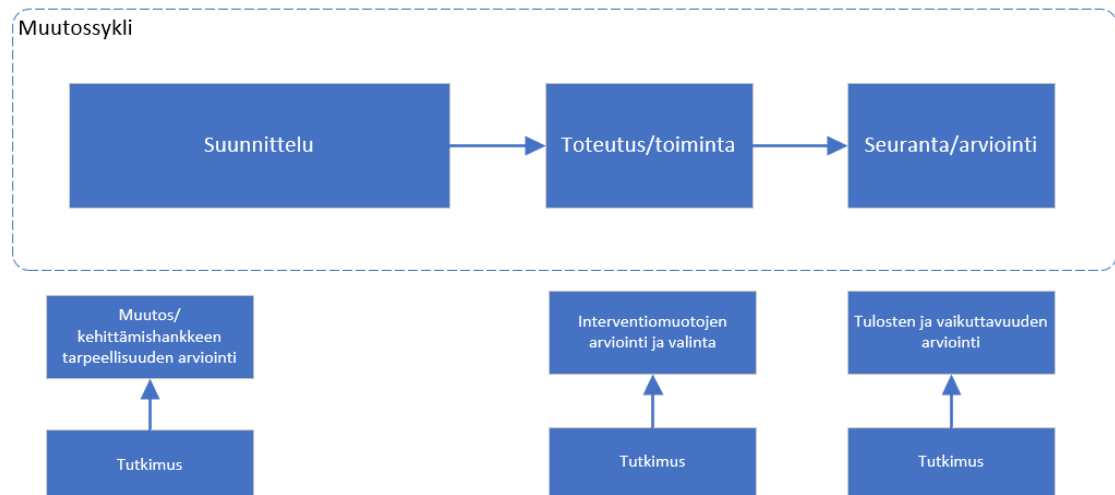 Muutossykli
Suunnittelu
Toteutus/toiminta
Seuranta/arviointi
Muutos/
kehittämishankkeen
tarpeellisuuden arviointi
Interventiomuotojen
arviointi ja valinta
Tulosten ja vaikuttavuuden
arviointi
Tutkimus
Tutkimus
Tutkimus